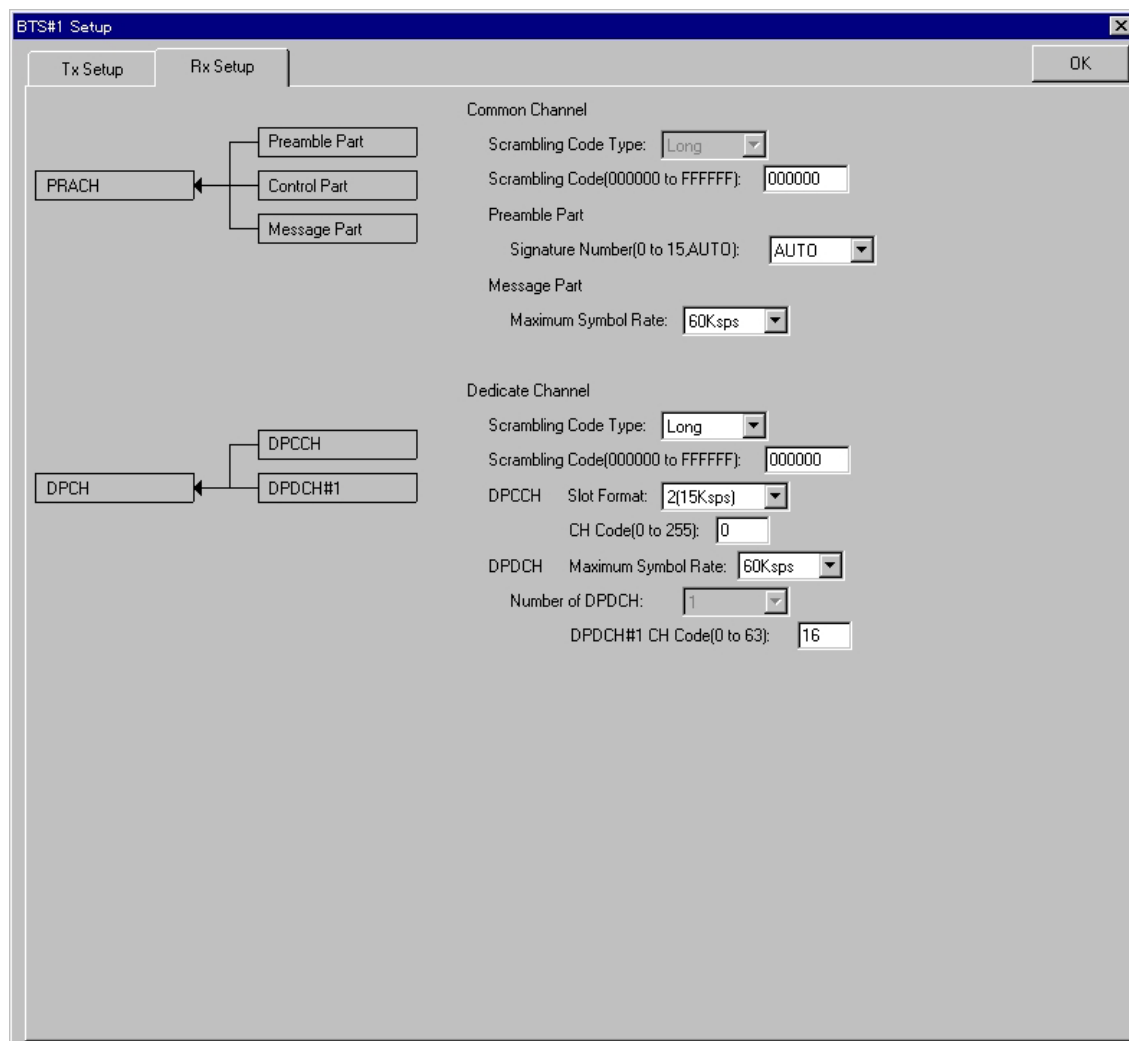 BTS#1 Setup
Tx Setup
Rx Setup
OK
PRACH
Preamble Part
Control Part
Message Part
Common Channel
Scrambling Code Type: Long
Scrambling Code(000000 to FFFFFF): 000000
Preamble Part
Signature Number(0 to 15,AUTO): AUTO
Message Part
Maximum Symbol Rate: 60Ksps
DPCH
DPCCH
DPDCH#1
Dedicate Channel
Scrambling Code Type: Long
Scrambling Code(000000 to FFFFFF): 000000
DPCCH Slot Format: 2(15Ksps)
CH Code(0 to 255): 0
DPDCH Maximum Symbol Rate: 60Ksps
Number of DPDCH: 1
DPDCH#1 CH Code(0 to 63): 16